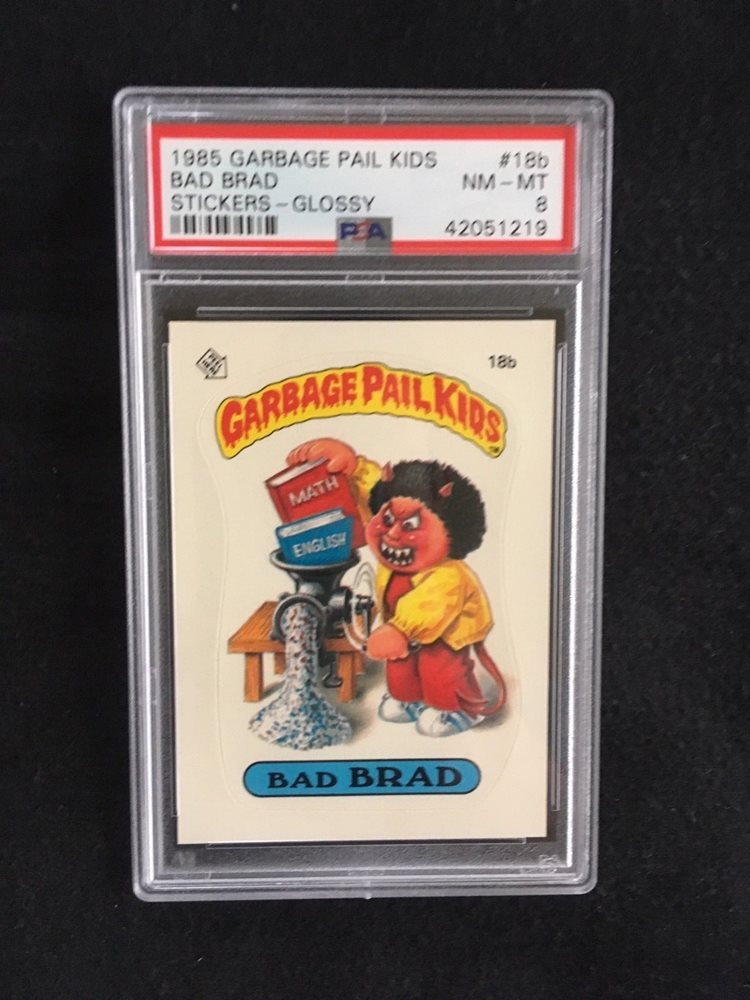 1985 GARBAGE PAIL KIDS #18b
BAD BRAD NM-MT
STICKERS-GLOSSY 8
PSA 42051219
18b
GARBAGE PAIL KIDS
TM
MATH
ENGLISH
BAD BRAD